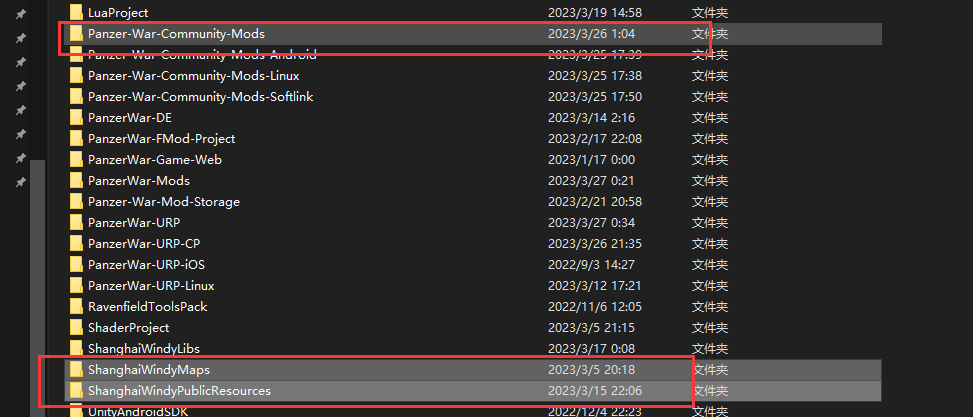 LuaProject 2023/3/19 14:58 文件夹
Panzer-War-Community-Mods 2023/3/26 1:04 文件夹
Panzer-War-Community-Mods-Android 2023/3/25 17:39 文件夹
Panzer-War-Community-Mods-Linux 2023/3/25 17:38 文件夹
Panzer-War-Community-Mods-Softlink 2023/3/25 17:50 文件夹
PanzerWar-DE 2023/3/14 2:16 文件夹
PanzerWar-FMod-Project 2023/2/17 22:08 文件夹
PanzerWar-Game-Web 2023/1/17 0:00 文件夹
PanzerWar-Mods 2023/3/27 0:21 文件夹
Panzer-War-Mod-Storage 2023/2/21 20:58 文件夹
PanzerWar-URP 2023/3/27 0:34 文件夹
PanzerWar-URP-CP 2023/3/26 21:35 文件夹
PanzerWar-URP-iOS 2022/9/3 14:27 文件夹
PanzerWar-URP-Linux 2023/3/12 17:21 文件夹
RavenfieldToolsPack 2022/11/6 12:05 文件夹
ShaderProject 2023/3/5 21:15 文件夹
ShanghaiWindyLibs 2023/3/17 0:08 文件夹
ShanghaiWindyMaps 2023/3/5 20:18 文件夹
ShanghaiWindyPublicResources 2023/3/15 22:06 文件夹
UnityAndroidSDK 2022/12/4 22:23 文件夹